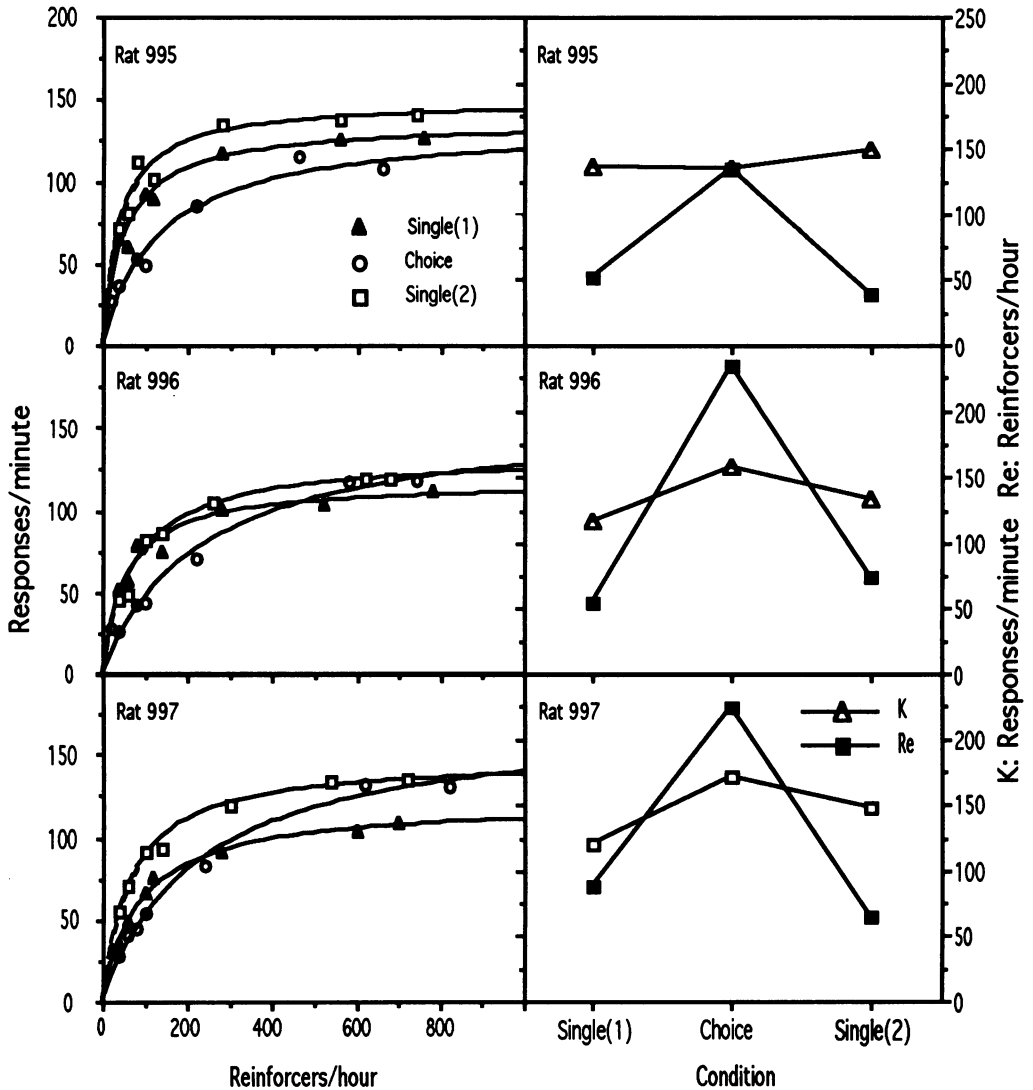 200
150
100
50
0
Rat 995
Single(1)
Choice
Single(2)
Rat 995
250
200
150
100
50
0
Rat 996
150
100
50
0
Rat 996
200
150
100
50
0
Rat 997
150
100
50
0
0
200
400
600
800
Rat 997
K
Re
200
150
100
50
0
Single(1)
Choice
Single(2)
Reinforcers/hour
Condition
Responses/minute
K: Responses/minute Re: Reinforcers/hour